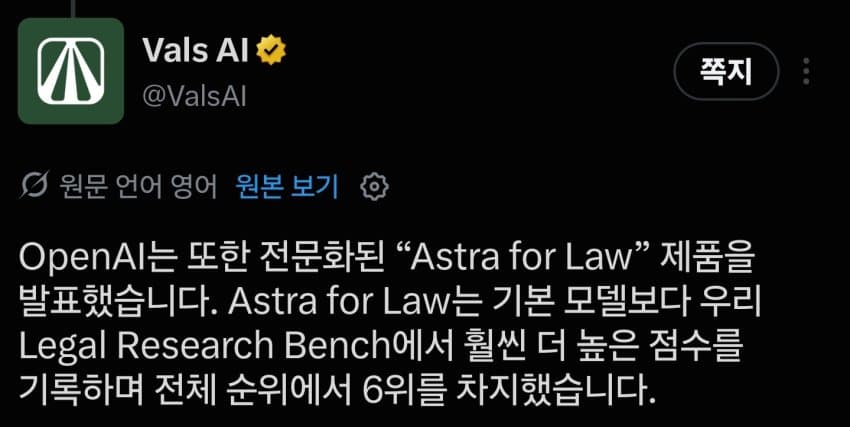 Vals AI
@ValsAI
쪽지
원문 언어 영어 원본 보기
OpenAI는 또한 전문화된 “Astra for Law” 제품을
발표했습니다. Astra for Law는 기본 모델보다 우리
Legal Research Bench에서 훨씬 더 높은 점수를
기록하며 전체 순위에서 6위를 차지했습니다.